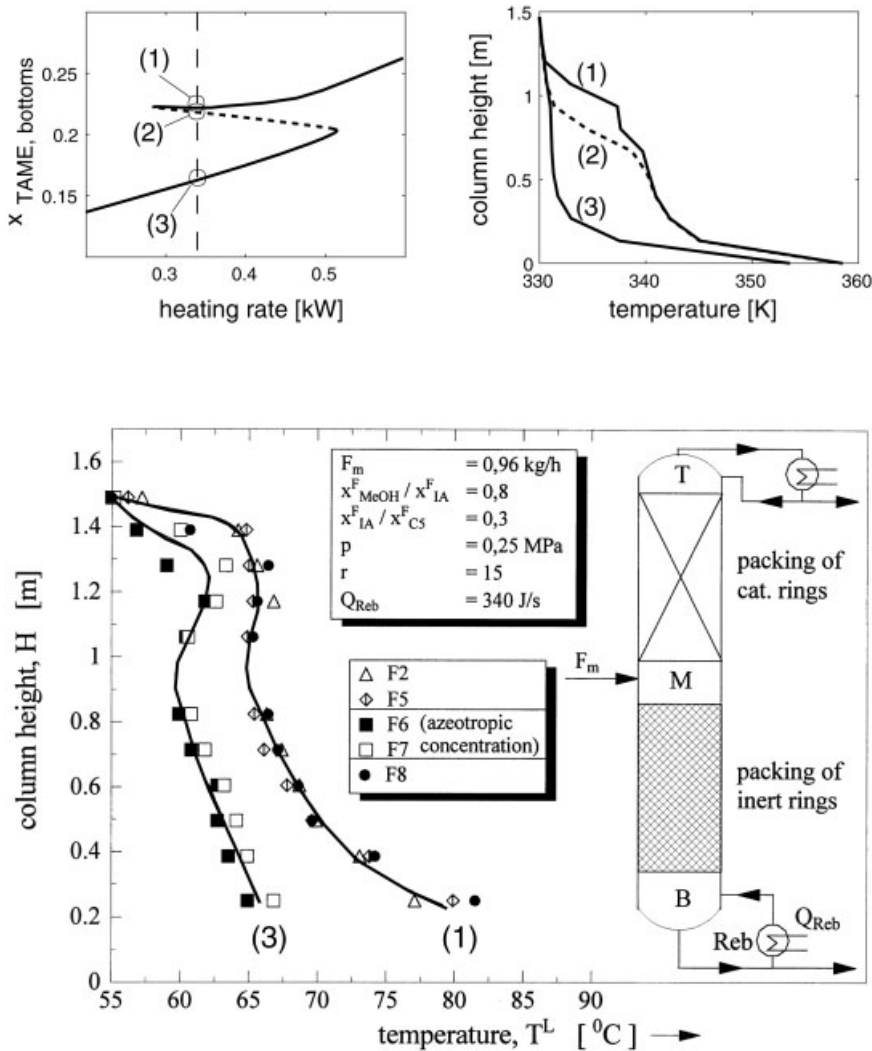 x TAME, bottoms
0.25
0.2
0.15
(1)
(2)
(3)
0.3
0.4
0.5
heating rate [kW]
column height [m]
1.5
1
0.5
0
(1)
(2)
(3)
330
340
350
360
temperature [K]
column height, H [m]
1.6
1.4
1.2
1
0.8
0.6
0.4
0.2
0
F_m = 0,96 kg/h
x^F_MeOH / x^F_IA = 0,8
x^F_IA / x^F_C5 = 0,3
p = 0,25 MPa
r = 15
Q_Reb = 340 J/s
F2
F5
F6 (azeotropic
F7 concentration)
F8
(3)
(1)
55
60
65
70
75
80
85
90
temperature, T^L [ ^0C ]
T
packing of
cat. rings
F_m
M
packing of
inert rings
B
Q_Reb
Reb